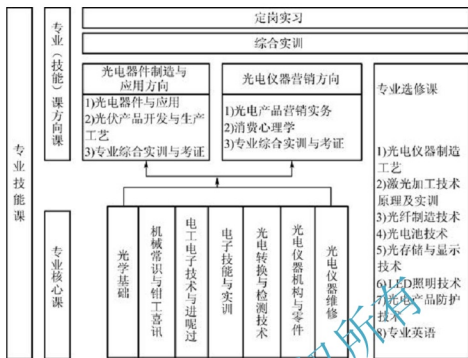 定岗实习
综合实训
专业技能课
专业（技能）课方向课
光电器件制造与
应用方向
1)光电器件与应用
2)光伏产品开发与生产
工艺
3)专业综合实训与考证
光电仪器营销方向
1)光电产品营销实务
2)消费心理学
3)专业综合实训与考证
专业选修课
1)光电仪器制造
工艺
2)激光加工技术
原理及实训
3)光纤制造技术
4)光电池技术
5)光存储与显示
技术
6)LED照明技术
7)光电产品防护
技术
8)专业英语
专业核心课
光学基础
机械常识与钳工喜讯
电工电子技术与进呢过
电子技能与实训
光电转换与检测技术
光电仪器机构与零件
光电仪器维修
所有